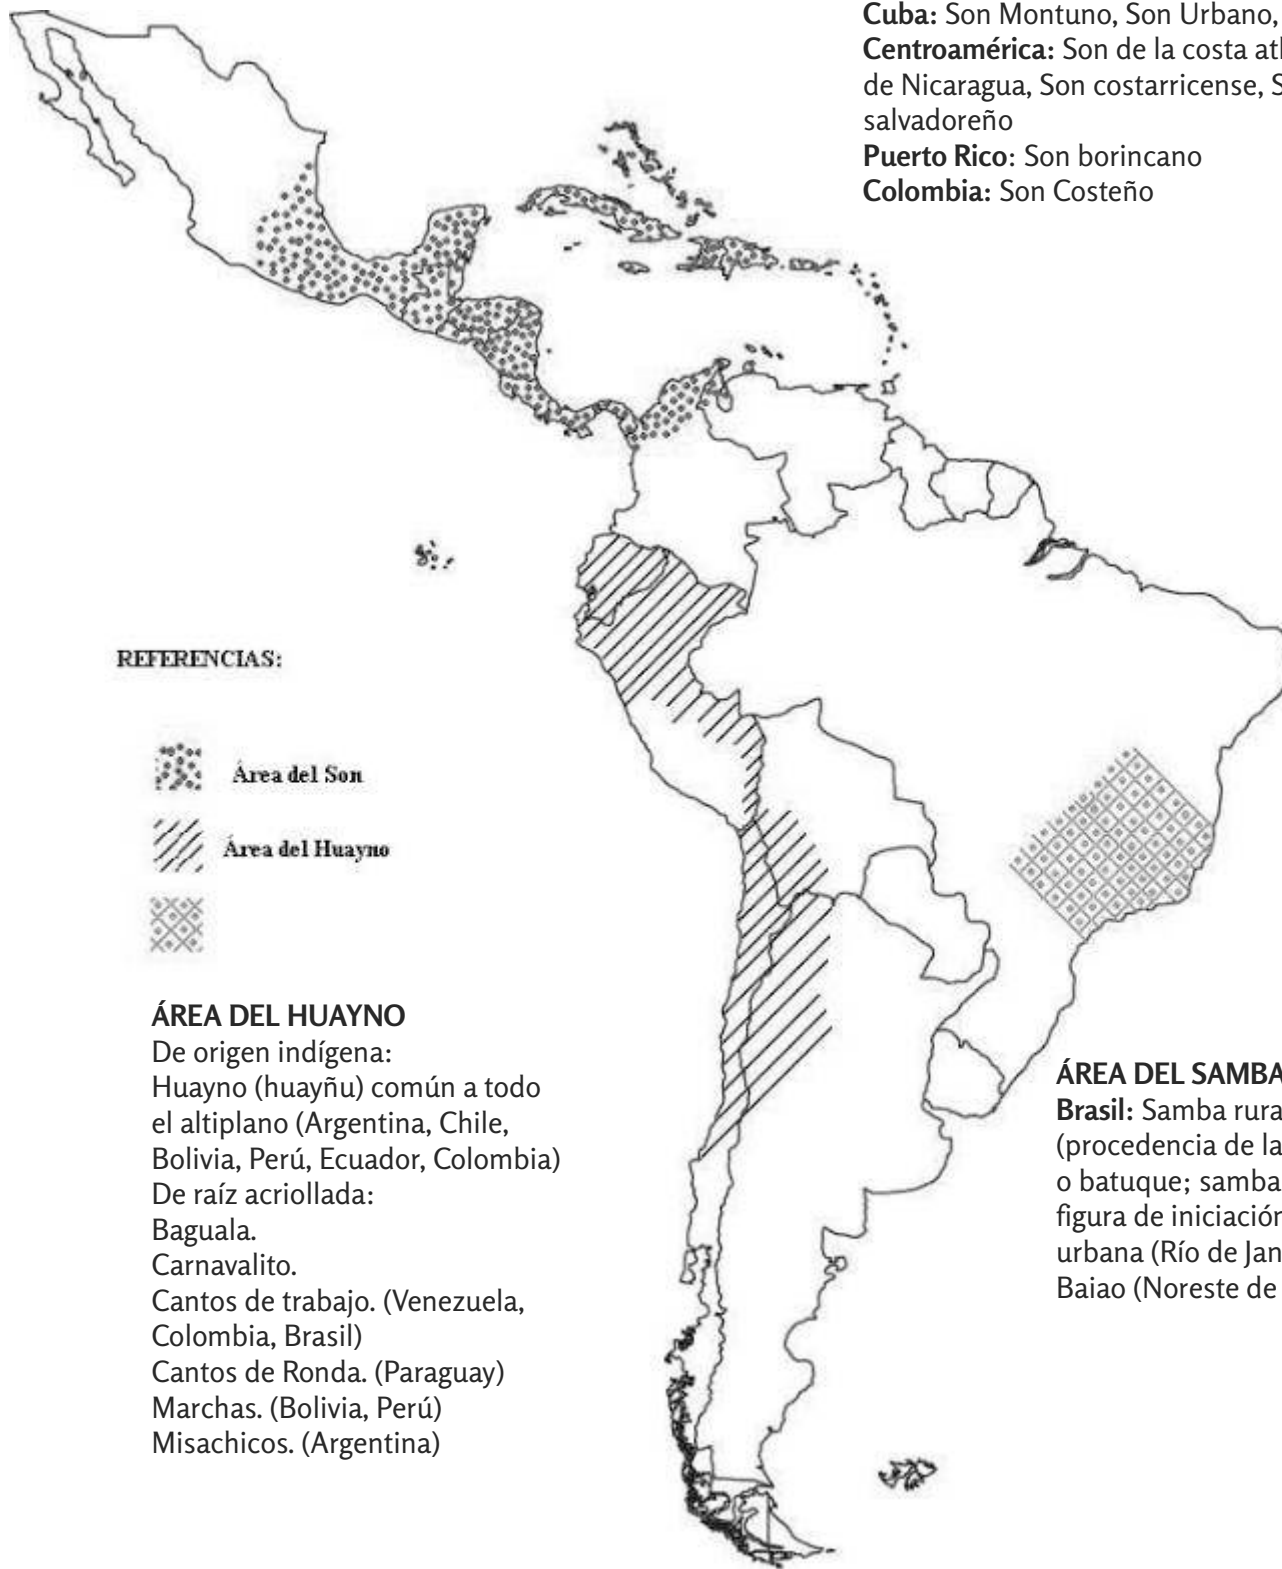 Cuba: Son Montuno, Son Urbano,
Centroamérica: Son de la costa atl
de Nicaragua, Son costarricense, S
salvadoreño
Puerto Rico: Son borincano
Colombia: Son Costeño
REFERENCIAS:
Área del Son
Área del Huayno
ÁREA DEL HUAYNO
De origen indígena:
Huayno (huayñu) común a todo
el altiplano (Argentina, Chile,
Bolivia, Perú, Ecuador, Colombia)
De raíz acriollada:
Baguala.
Carnavalito.
Cantos de trabajo. (Venezuela,
Colombia, Brasil)
Cantos de Ronda. (Paraguay)
Marchas. (Bolivia, Perú)
Misachicos. (Argentina)
ÁREA DEL SAMBA
Brasil: Samba rura
(procedencia de la
o batuque; samba
figura de iniciación
urbana (Río de Jan
Baiao (Noreste de